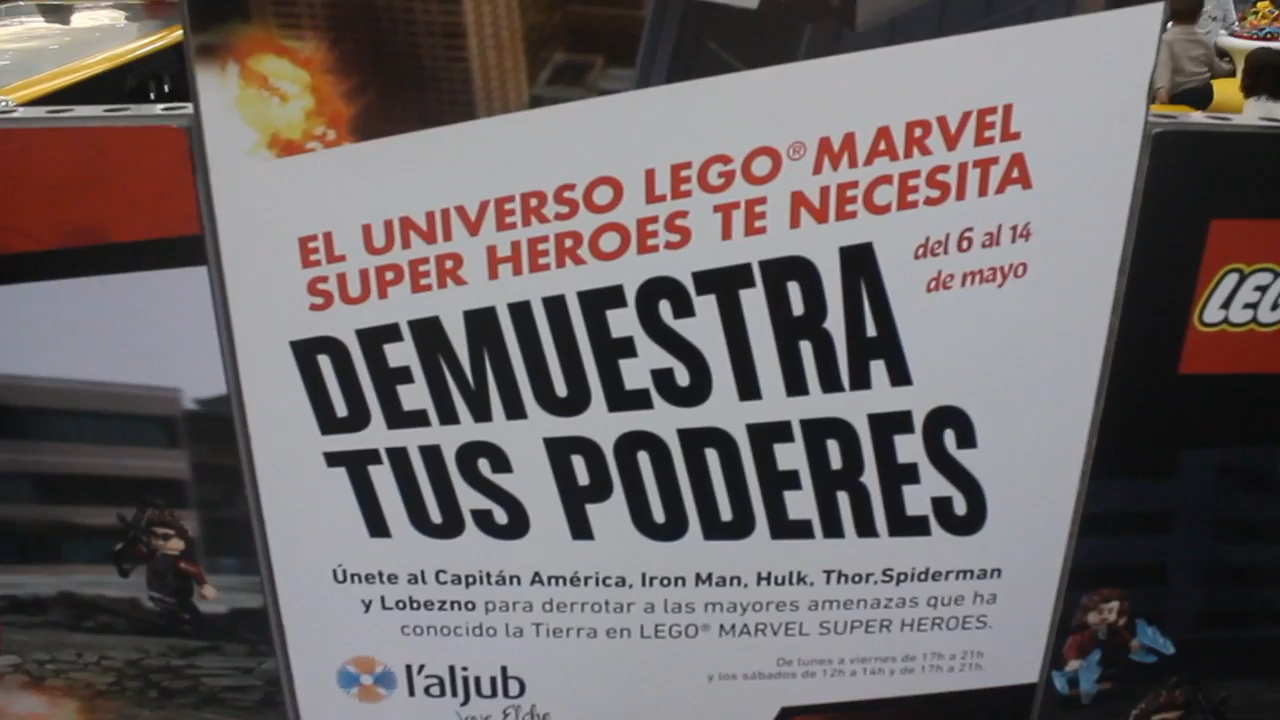 EL UNIVERSO LEGO® MARVEL
SUPER HEROES TE NECESITA
del 6 al 14
de mayo
DEMUESTRA
TUS PODERES
Únete al Capitán América, Iron Man, Hulk, Thor,Spiderman
y Lobezno para derrotar a las mayores amenazas que ha
conocido la Tierra en LEGO® MARVEL SUPER HEROES.
De lunes a viernes de 17h a 21h
y los sábados de 12h a 14h y de 17h a 21h.
l'aljub
Elche
LEG